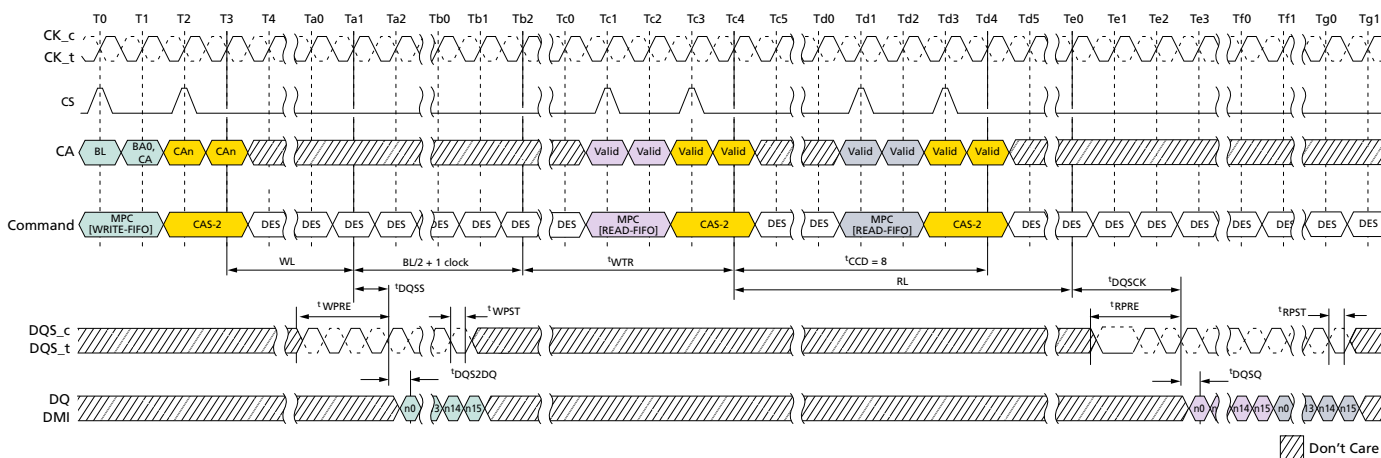 T0 T1 T2 T3 T4 Ta0 Ta1 Ta2 Tb0 Tb1 Tb2 Tc0 Tc1 Tc2 Tc3 Tc4 Tc5 Td0 Td1 Td2 Td3 Td4 Td5 Te0 Te1 Te2 Te3 Tf0 Tf1 Tg0 Tg1
CK_c
CK_t
CS
CA BL BA0, CA CAn CAn Valid Valid Valid Valid Valid Valid Valid Valid
Command MPC [WRITE-FIFO] CAS-2 DES DES DES DES DES DES DES DES MPC [READ-FIFO] CAS-2 DES DES MPC [READ-FIFO] CAS-2 DES DES DES DES DES DES DES DES DES
WL BL/2 + 1 clock tWTR tCCD = 8
RL tDQSCK
tDQSS
tWPRE tWPST tRPRE tRPST
DQS_c
DQS_t
tDQS2DQ tDQSQ
DQ
DMI
n0 13 n14 n15 n0 n n14 n15 n0 13 n14 n15
Don't Care